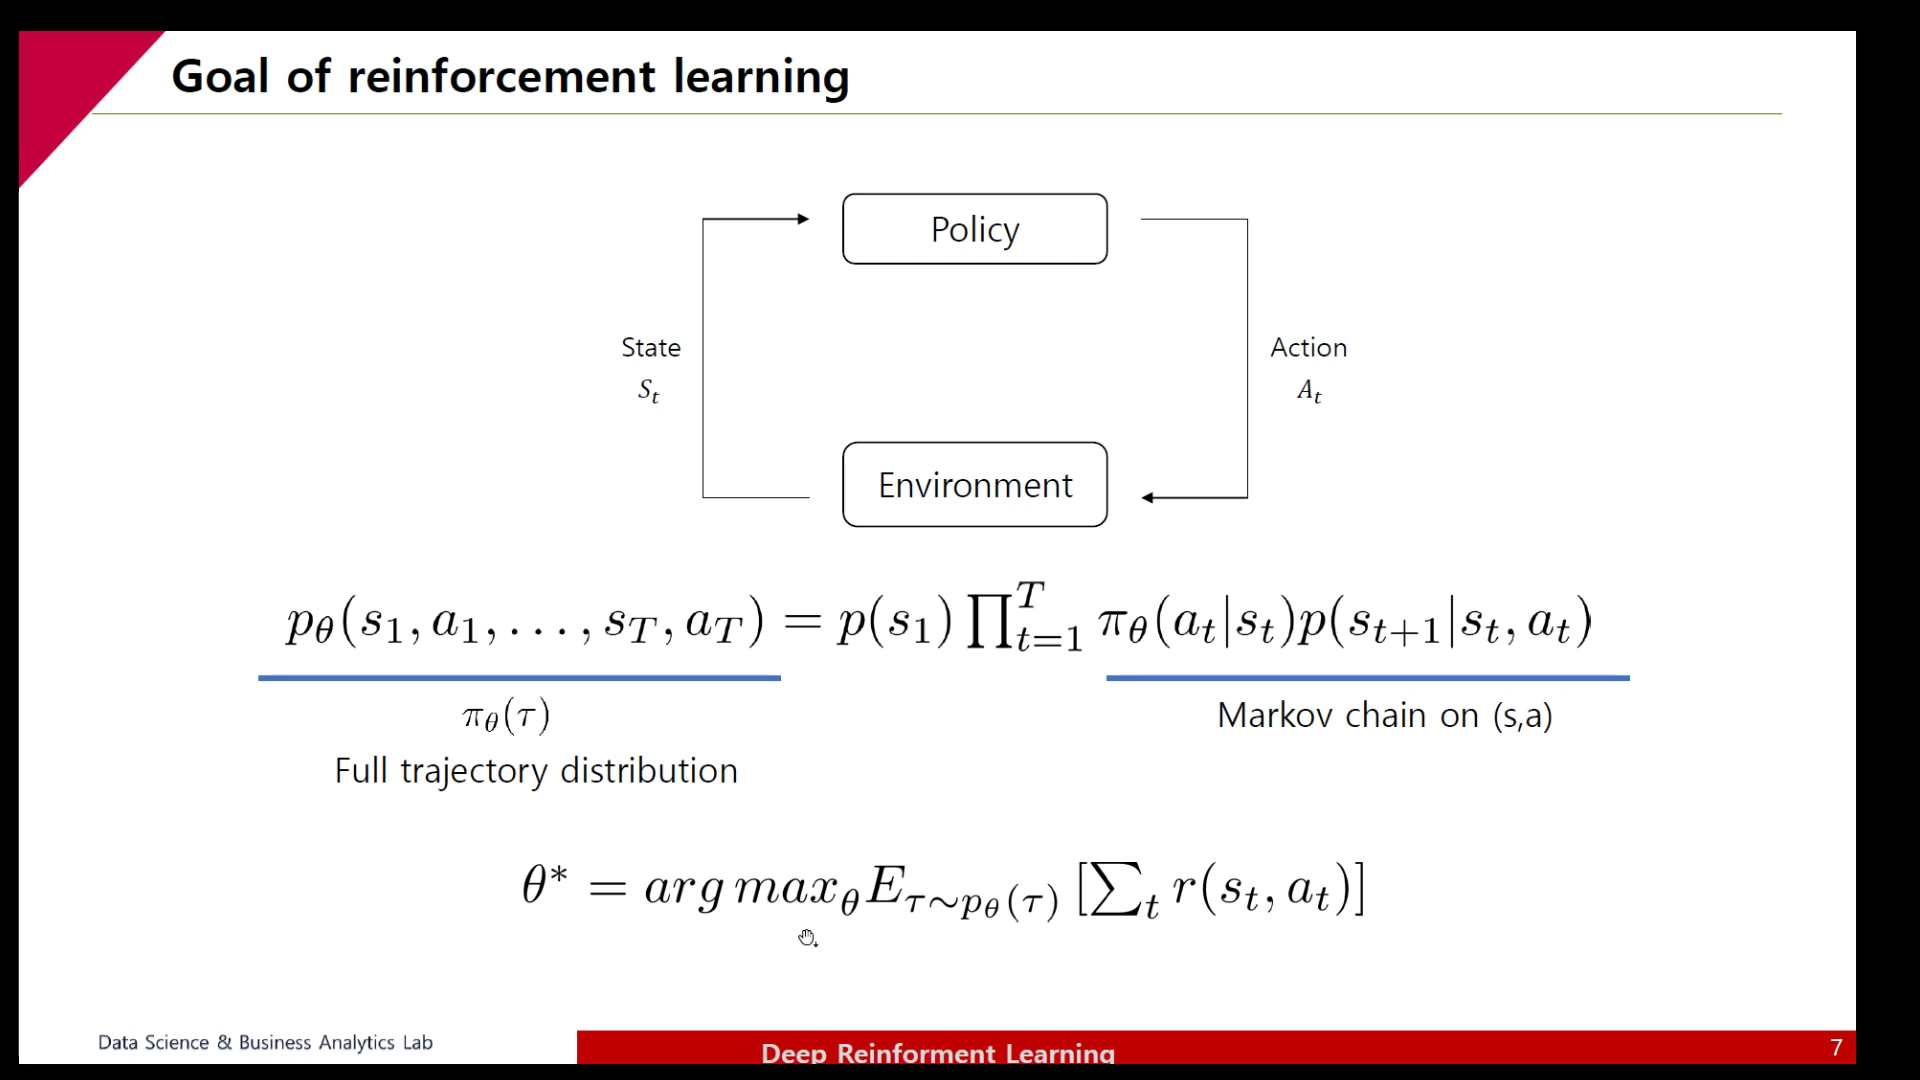 Goal of reinforcement learning
Policy
State
Action
S_t
A_t
Environment
p_θ(s_1, a_1, . . . , s_T, a_T) = p(s_1) ∏_{t=1}^T π_θ(a_t|s_t)p(s_{t+1}|s_t, a_t)
π_θ(τ)
Markov chain on (s,a)
Full trajectory distribution
θ* = arg max_θ E_{τ∼p_θ(τ)} [∑_t r(s_t, a_t)]
Data Science & Business Analytics Lab
Deep Reinforment Learning
7